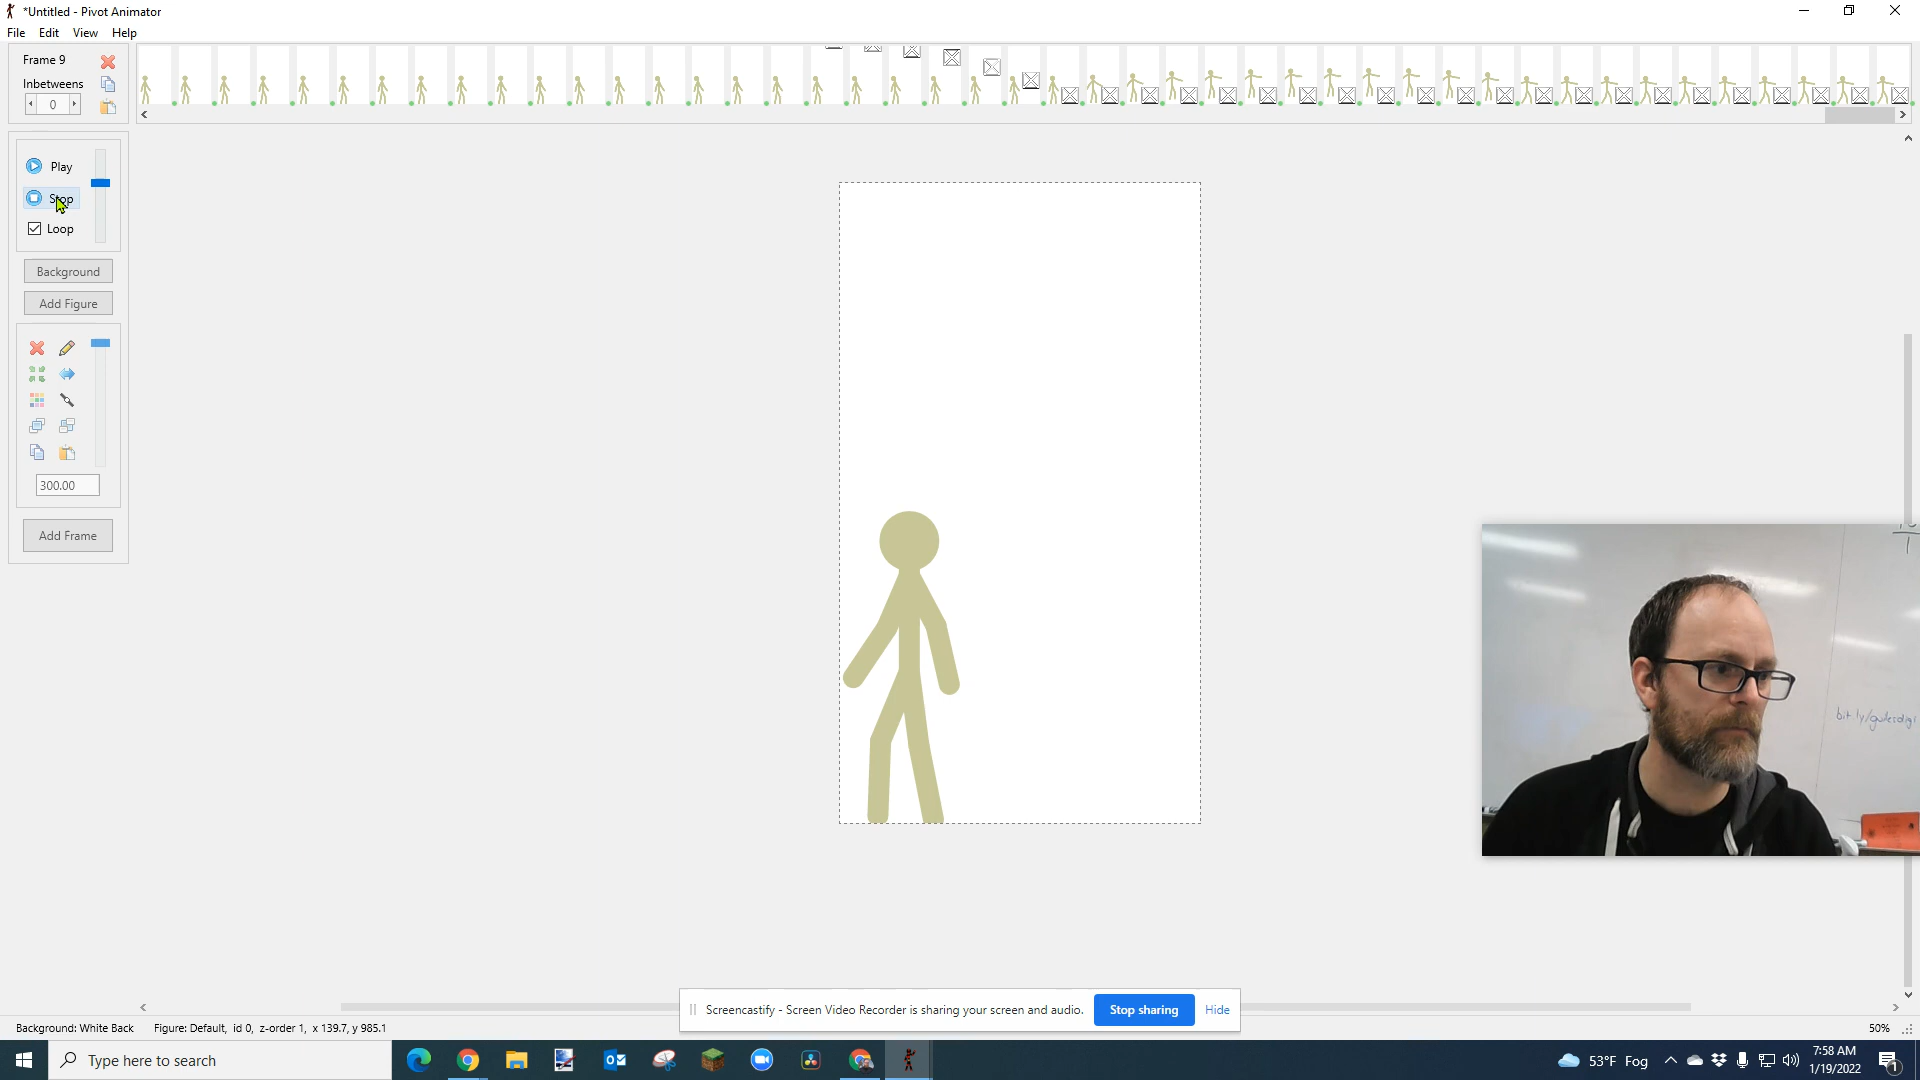 *Untitled - Pivot Animator
File Edit View Help
Frame 9
Inbetweens
0
Play
Stop
Loop
Background
Add Figure
300.00
Add Frame
Screencastify - Screen Video Recorder is sharing your screen and audio.
Stop sharing
Hide
Background: White Back Figure: Default, id 0, z-order 1, x 139.7, y 985.1
50%
Type here to search
53°F Fog
7:58 AM
1/19/2022
1